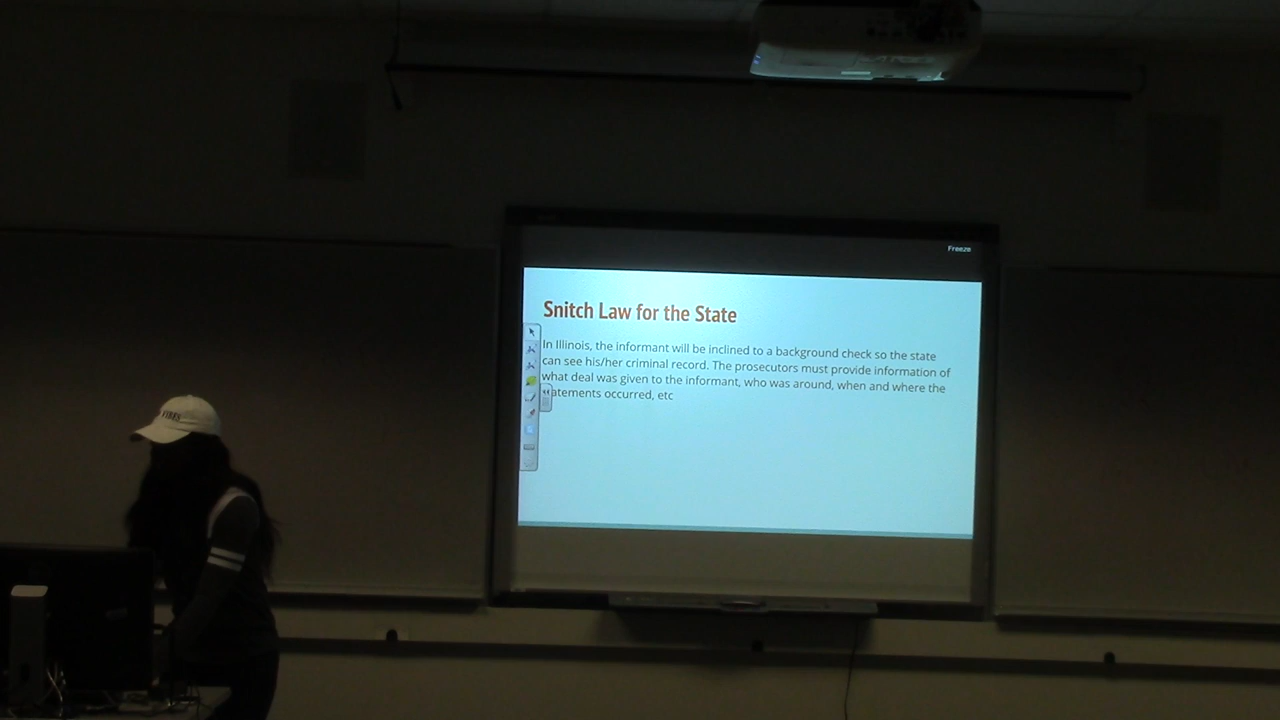 Freeze
Snitch Law for the State
In Illinois, the informant will be inclined to a background check so the state
can see his/her criminal record. The prosecutors must provide information of
what deal was given to the informant, who was around, when and where the
atements occurred, etc